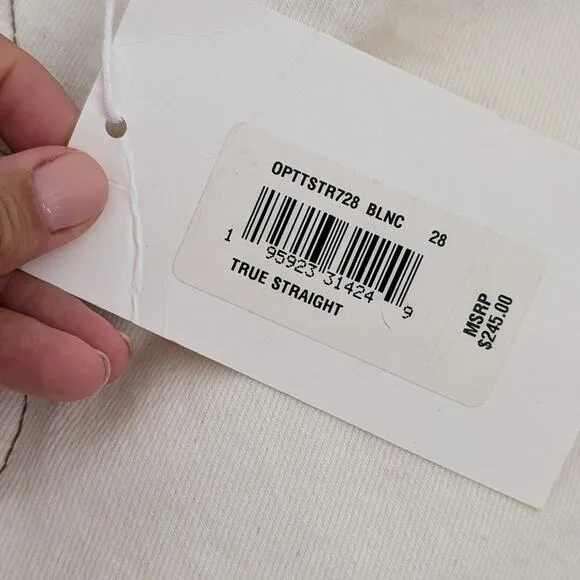 OPTTSTR728 BLNC 28
1 95923 31424 9
TRUE STRAIGHT
MSRP
$245.00